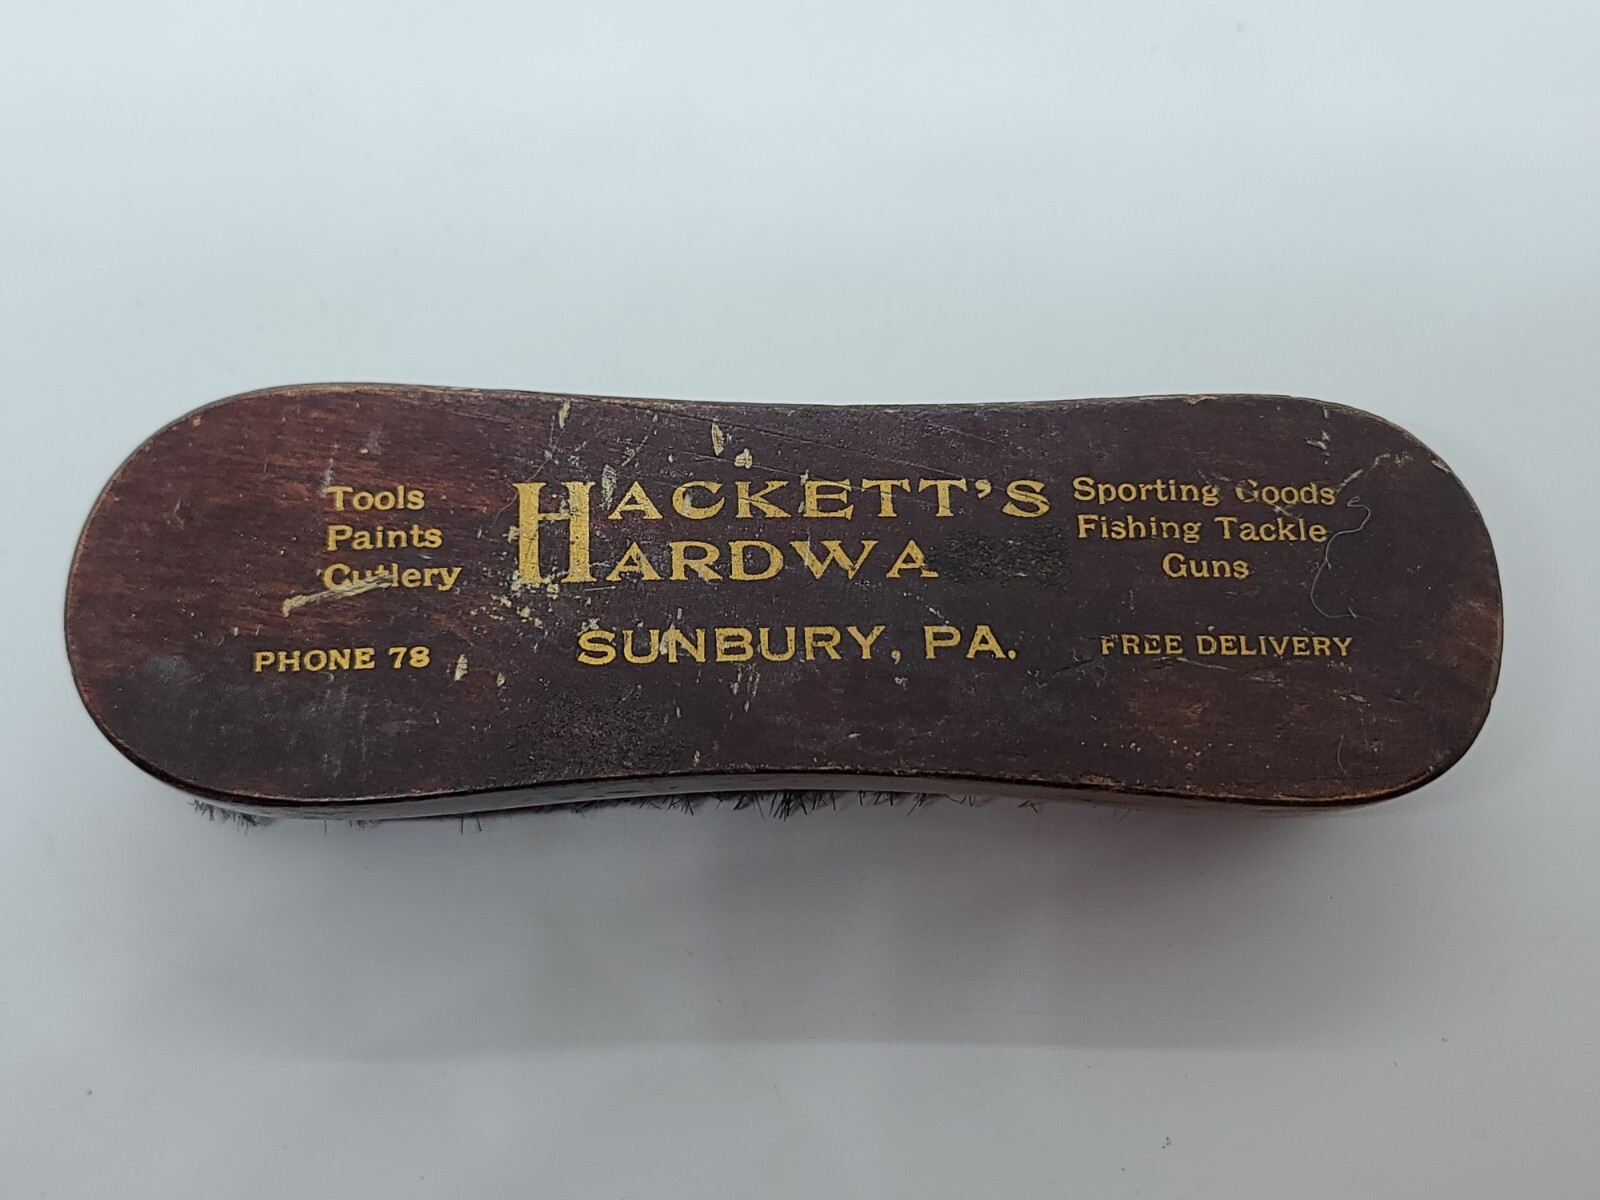 Tools
Paints
Cutlery
PHONE 78
HACKETT'S
HARDWA
SUNBURY, PA.
Sporting Goods
Fishing Tackle
Guns
FREE DELIVERY